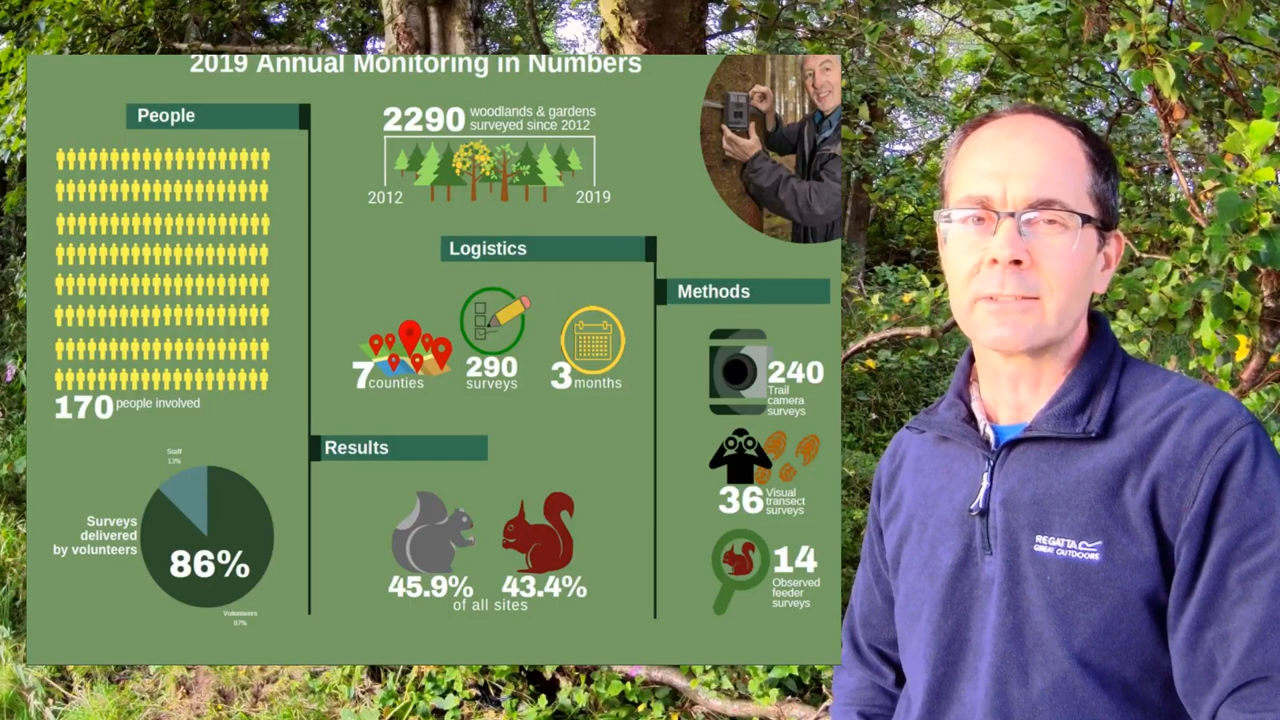 2019 Annual Monitoring in Numbers
People
2290 woodlands & gardens
surveyed since 2012
2012
2019
Logistics
7 counties
290
surveys
3 months
Methods
240
Trail
camera
surveys
36 Visual
transect
surveys
14
Observed
feeder
surveys
170 people involved
Staff
13%
Surveys
delivered
by volunteers
86%
Volunteers
87%
Results
45.9% 43.4%
of all sites
REGATTA
GREAT OUTDOORS